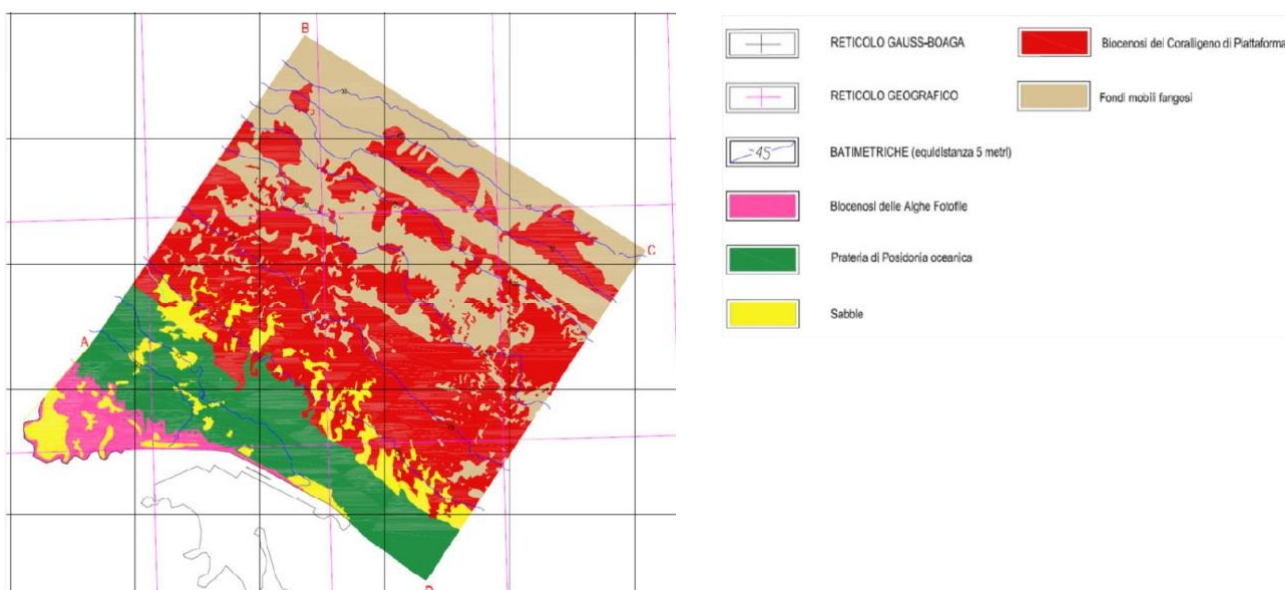 B
C
A
D
RETICOLO GAUSS-BOAGA
RETICOLO GEOGRAFICO
-45
BATIMETRICHE (equidistanza 5 metri)
Biocenosi delle Alghe Fotofile
Prateria di Posidonia oceanica
Sabbie
Biocenosi del Coralligeno di Piattaforma
Fondi mobili fangosi